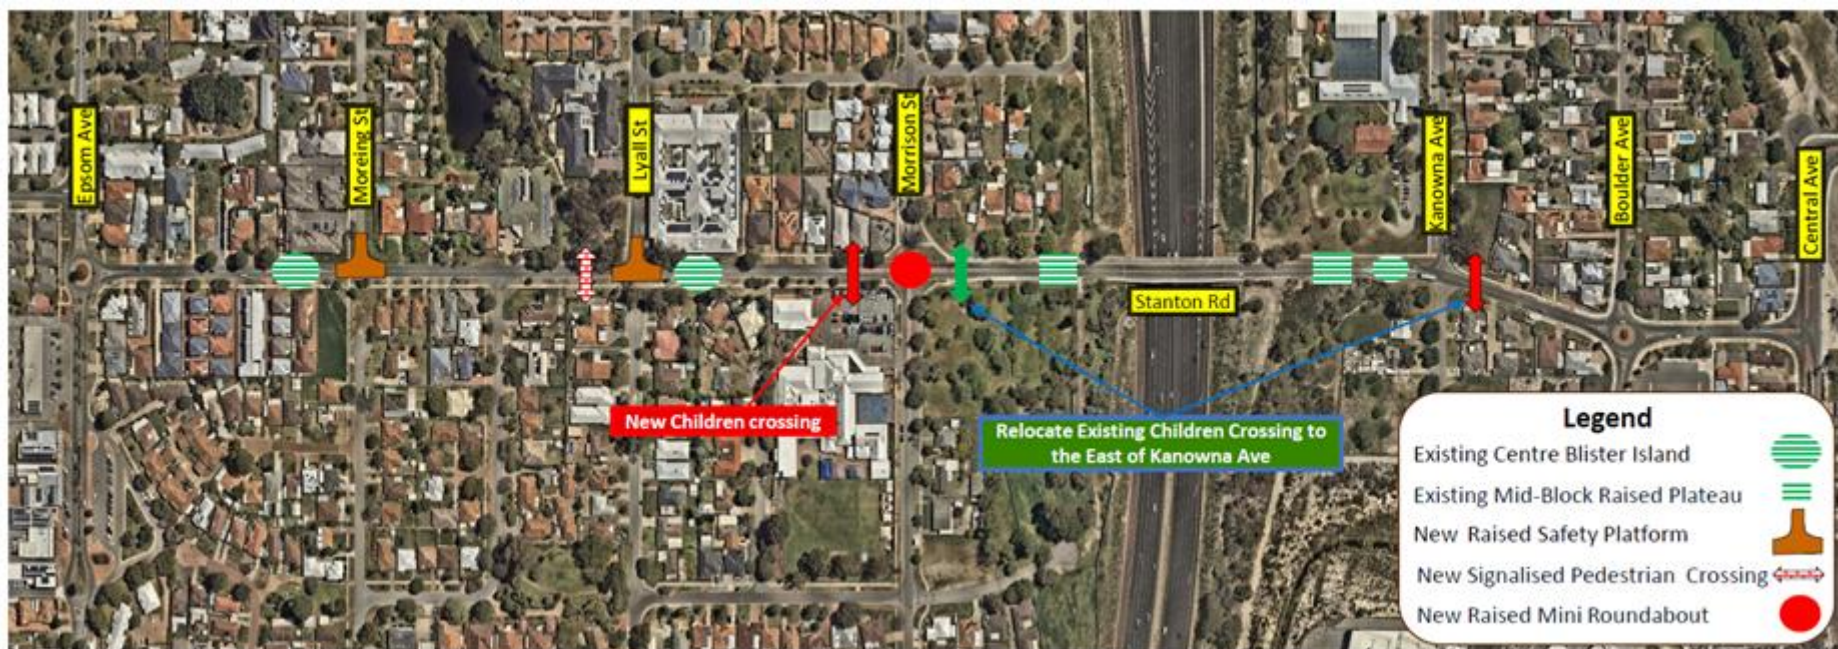 Epsom Ave
Moreing St
Lyall St
Morrison St
Kanowna Ave
Boulder Ave
Central Ave
Stanton Rd
New Children crossing
Relocate Existing Children Crossing to
the East of Kanowna Ave
Legend
Existing Centre Blister Island
Existing Mid-Block Raised Plateau
New Raised Safety Platform
New Signalised Pedestrian Crossing
New Raised Mini Roundabout